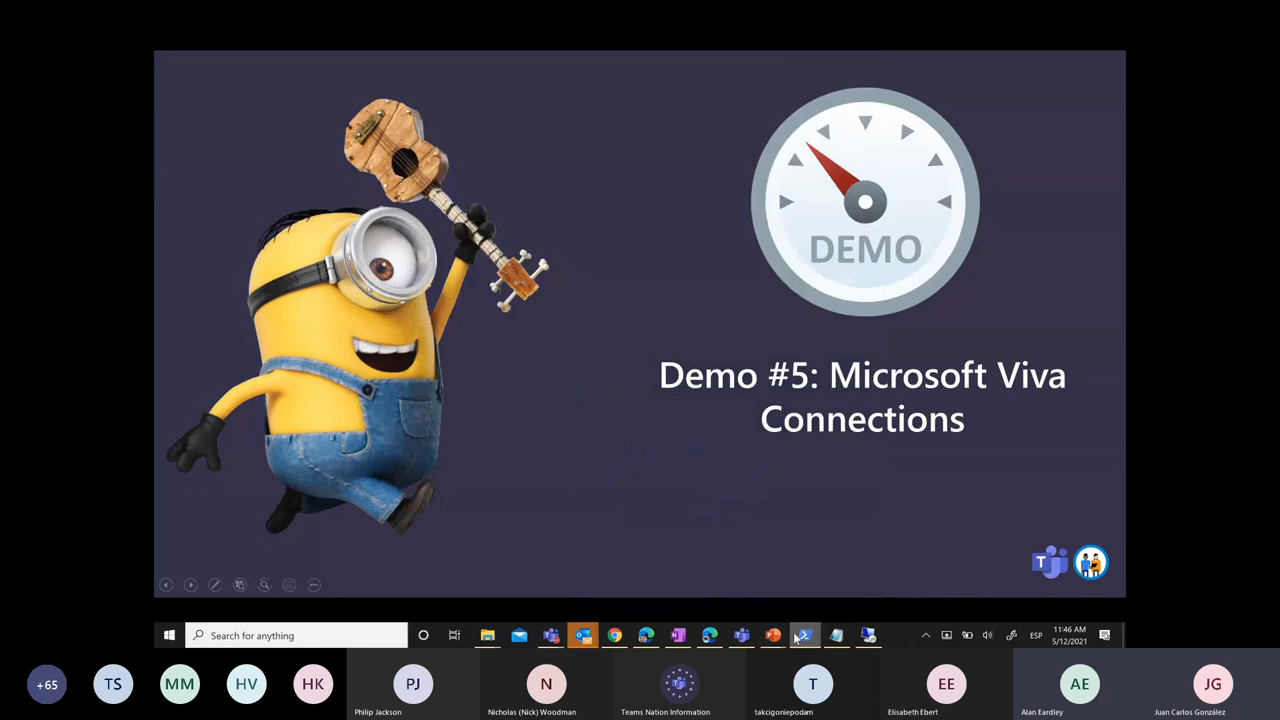 DEMO
Demo #5: Microsoft Viva
Connections
T
Search for anything
ESP
11:46 AM
5/12/2021
+65
TS
MM
HV
HK
PJ
Philip Jackson
N
Nicholas (Nick) Woodman
Teams Nation Information
T
takcigoniepodam
EE
Elisabeth Ebert
AE
Alan Eardley
JG
Juan Carlos González